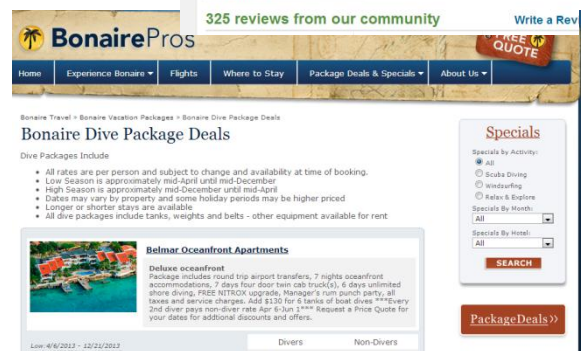 325 reviews from our community
Write a Rev
BonairePros
FREE
QUOTE
Home
Experience Bonaire
Flights
Where to Stay
Package Deals & Specials
About Us
Bonaire Travel » Bonaire Vacation Packages » Bonaire Dive Package Deals
Bonaire Dive Package Deals
Dive Packages Include
All rates are per person and subject to change and availability at time of booking.
Low Season is approximately mid-April until mid-December
High Season is approximately mid-December until mid-April
Dates may vary by property and some holiday periods may be higher priced
Longer or shorter stays are available
All dive packages include tanks, weights and belts - other equipment available for rent
Belmar Oceanfront Apartments
Deluxe oceanfront
Package includes round trip airport transfers, 7 nights oceanfront
accommodations, 7 days four door twin cab truck(s), 6 days unlimited
shore diving, FREE NITROX upgrade, Manager's rum punch party, all
taxes and service charges. Add $130 for 6 tanks of boat dives ***Every
2nd diver pays non-diver rate Apr 6-Jun 1*** Request a Price Quote for
your dates for addtional discounts and offers.
Low: 4/6/2013 - 12/21/2013
Divers
Non-Divers
Specials
Specials by Activity:
All
Scuba Diving
Windsurfing
Relax & Explore
Specials By Month:
All
Specials By Hotel:
All
SEARCH
PackageDeals»